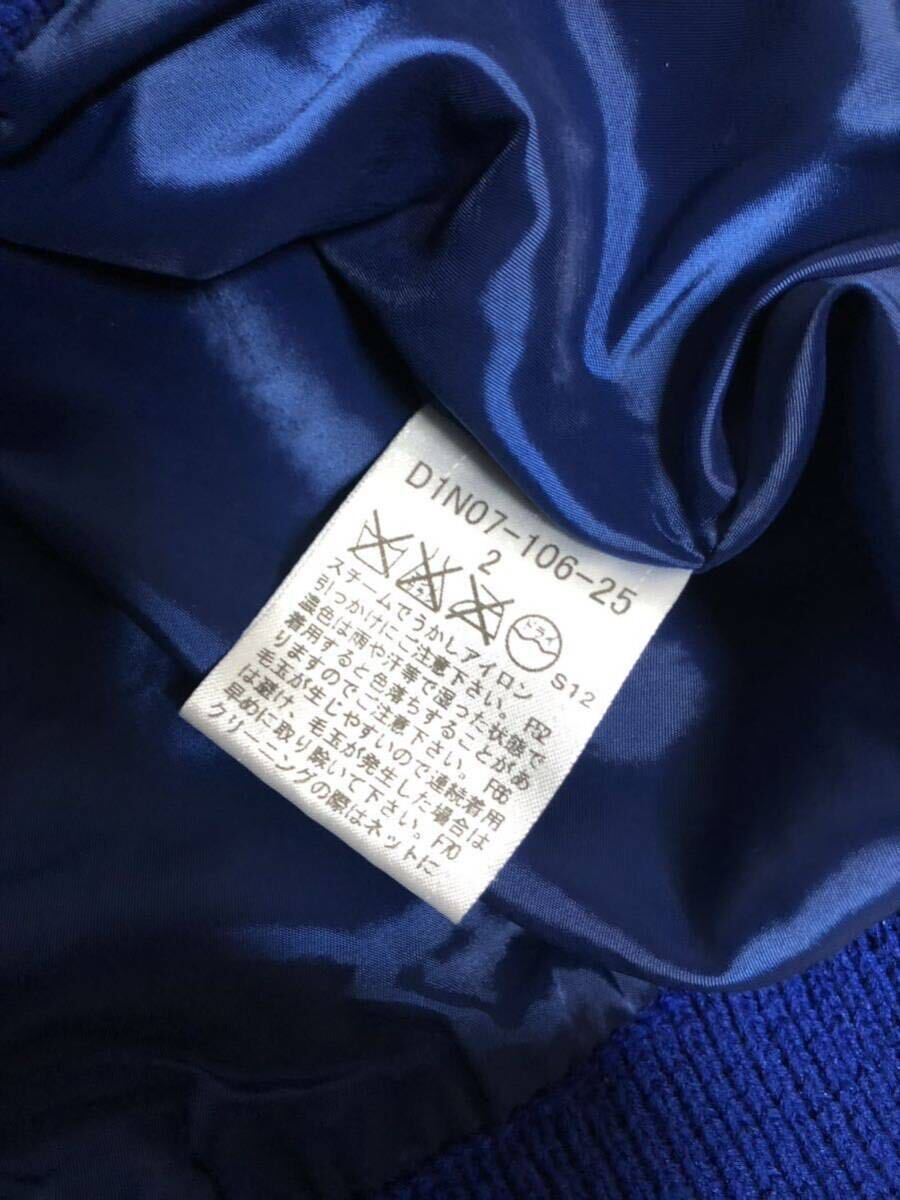 D1N07-106-25
2
ドライ
S12
スチームでうかしアイロン
引っかけにご注意下さい。 F12
濃色は雨や汗等で湿った状態で
着用すると色落ちすることがあ
りますのでご注意下さい。 F66
毛玉が生じやすいので連続着用
は避け、毛玉が発生した場合は
早めに取り除いて下さい。 F70
クリーニングの際はネットに